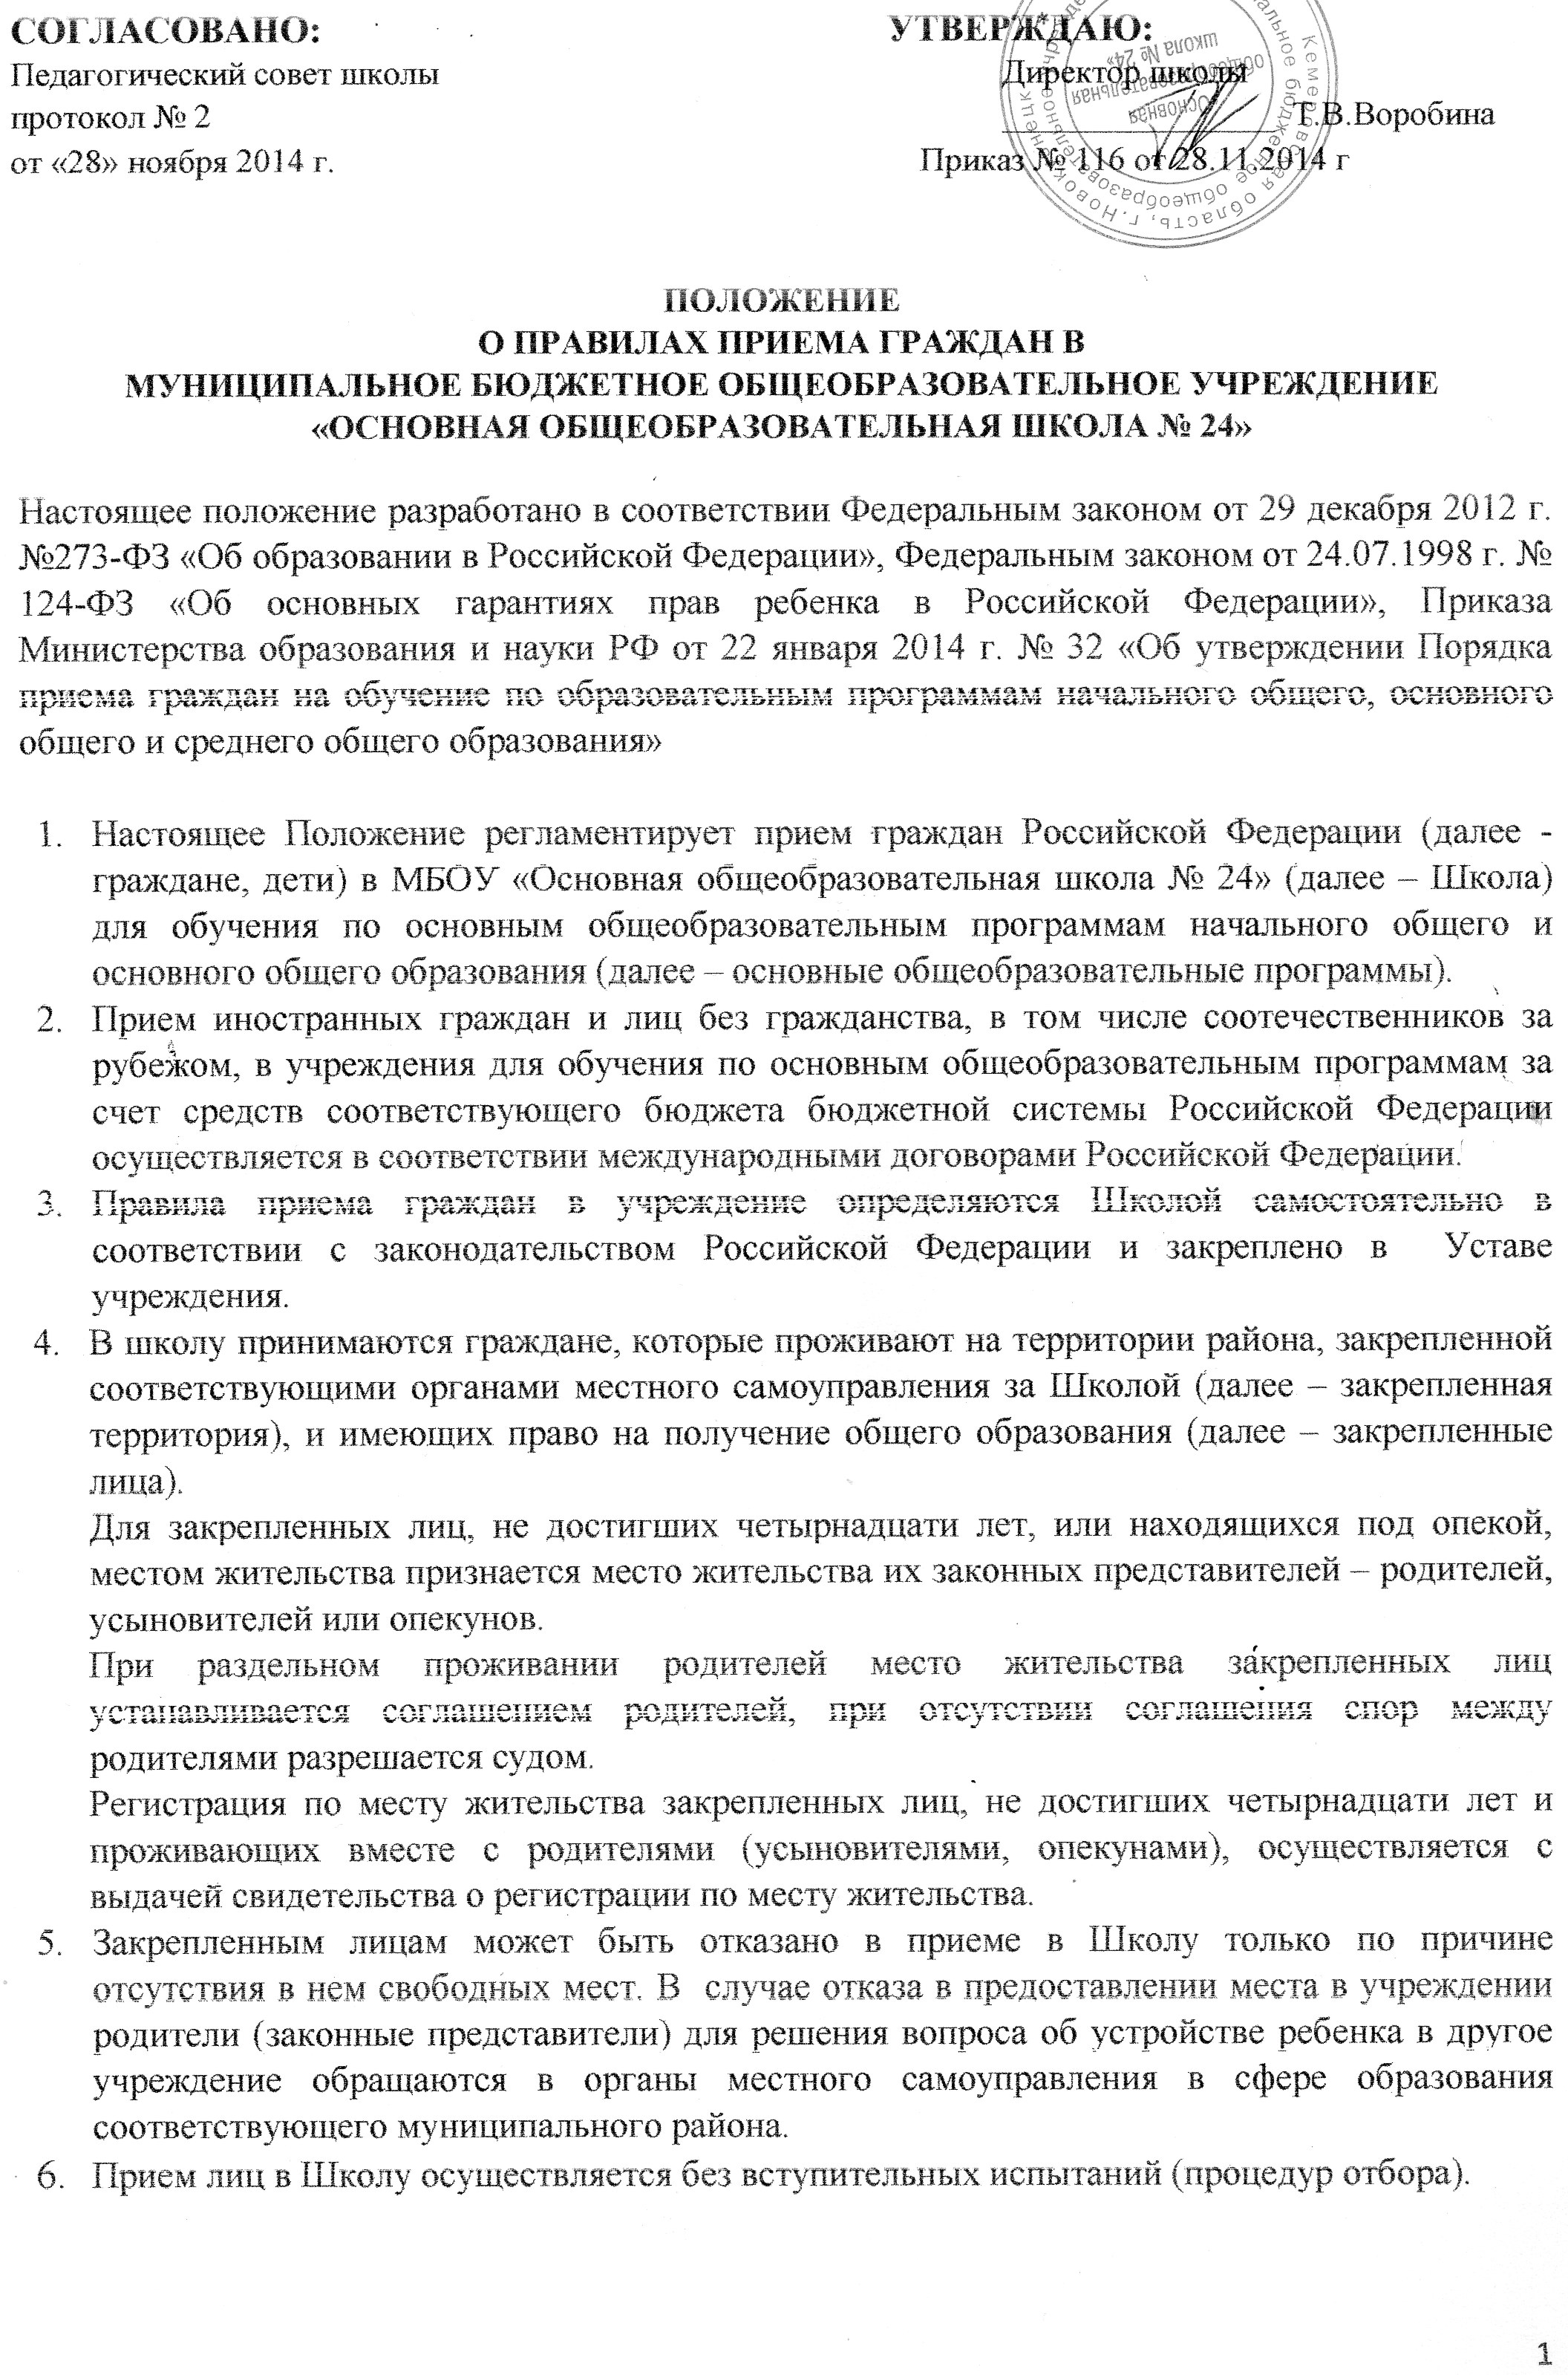 СОГЛАСОВАНО:
УТВЕРЖДАЮ:
Педагогический совет школы
Директор школы
протокол № 2
Т.В.Воробина
от «28» ноября 2014 г.
Приказ № 116 от 28.11.2014 г
Кемеровская область, г.Новокузнецк
бюджетное общеобразовательное
Основная
общеобразовательная
школа № 24»
ПОЛОЖЕНИЕ
О ПРАВИЛАХ ПРИЕМА ГРАЖДАН В
МУНИЦИПАЛЬНОЕ БЮДЖЕТНОЕ ОБЩЕОБРАЗОВАТЕЛЬНОЕ УЧРЕЖДЕНИЕ
«ОСНОВНАЯ ОБЩЕОБРАЗОВАТЕЛЬНАЯ ШКОЛА № 24»
Настоящее положение разработано в соответствии Федеральным законом от 29 декабря 2012 г.
№273-ФЗ «Об образовании в Российской Федерации», Федеральным законом от 24.07.1998 г. №
124-ФЗ «Об основных гарантиях прав ребенка в Российской Федерации», Приказа
Министерства образования и науки РФ от 22 января 2014 г. № 32 «Об утверждении Порядка
приема граждан на обучение по образовательным программам начального общего, основного
общего и среднего общего образования»
1. Настоящее Положение регламентирует прием граждан Российской Федерации (далее -
граждане, дети) в МБОУ «Основная общеобразовательная школа № 24» (далее – Школа)
для обучения по основным общеобразовательным программам начального общего и
основного общего образования (далее – основные общеобразовательные программы).
2. Прием иностранных граждан и лиц без гражданства, в том числе соотечественников за
рубежом, в учреждения для обучения по основным общеобразовательным программам за
счет средств соответствующего бюджета бюджетной системы Российской Федерации
осуществляется в соответствии международными договорами Российской Федерации.
3. Правила приема граждан в учреждение определяются Школой самостоятельно в
соответствии с законодательством Российской Федерации и закреплено в Уставе
учреждения.
4. В школу принимаются граждане, которые проживают на территории района, закрепленной
соответствующими органами местного самоуправления за Школой (далее – закрепленная
территория), и имеющих право на получение общего образования (далее – закрепленные
лица).
Для закрепленных лиц, не достигших четырнадцати лет, или находящихся под опекой,
местом жительства признается место жительства их законных представителей – родителей,
усыновителей или опекунов.
При раздельном проживании родителей место жительства закрепленных лиц
устанавливается соглашением родителей, при отсутствии соглашения спор между
родителями разрешается судом.
Регистрация по месту жительства закрепленных лиц, не достигших четырнадцати лет и
проживающих вместе с родителями (усыновителями, опекунами), осуществляется с
выдачей свидетельства о регистрации по месту жительства.
5. Закрепленным лицам может быть отказано в приеме в Школу только по причине
отсутствия в нем свободных мест. В случае отказа в предоставлении места в учреждении
родители (законные представители) для решения вопроса об устройстве ребенка в другое
учреждение обращаются в органы местного самоуправления в сфере образования
соответствующего муниципального района.
6. Прием лиц в Школу осуществляется без вступительных испытаний (процедур отбора).
1